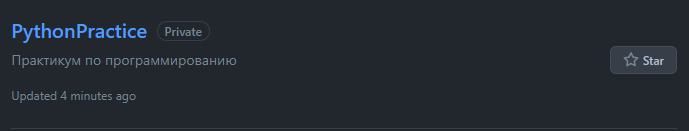 PythonPractice Private
Практикум по программированию
Star
Updated 4 minutes ago